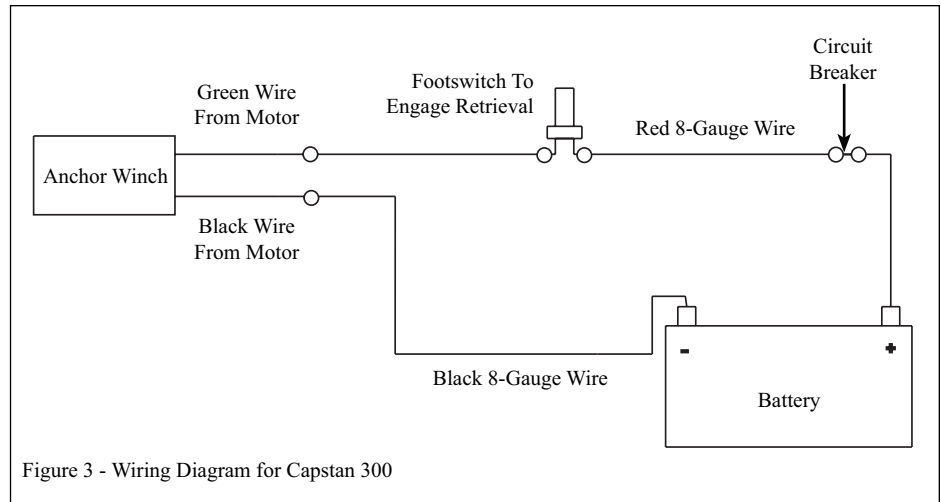 Circuit
Breaker
Footswitch To
Engage Retrieval
Green Wire
From Motor
Red 8-Gauge Wire
Anchor Winch
Black Wire
From Motor
Black 8-Gauge Wire
-
+
Battery
Figure 3 - Wiring Diagram for Capstan 300